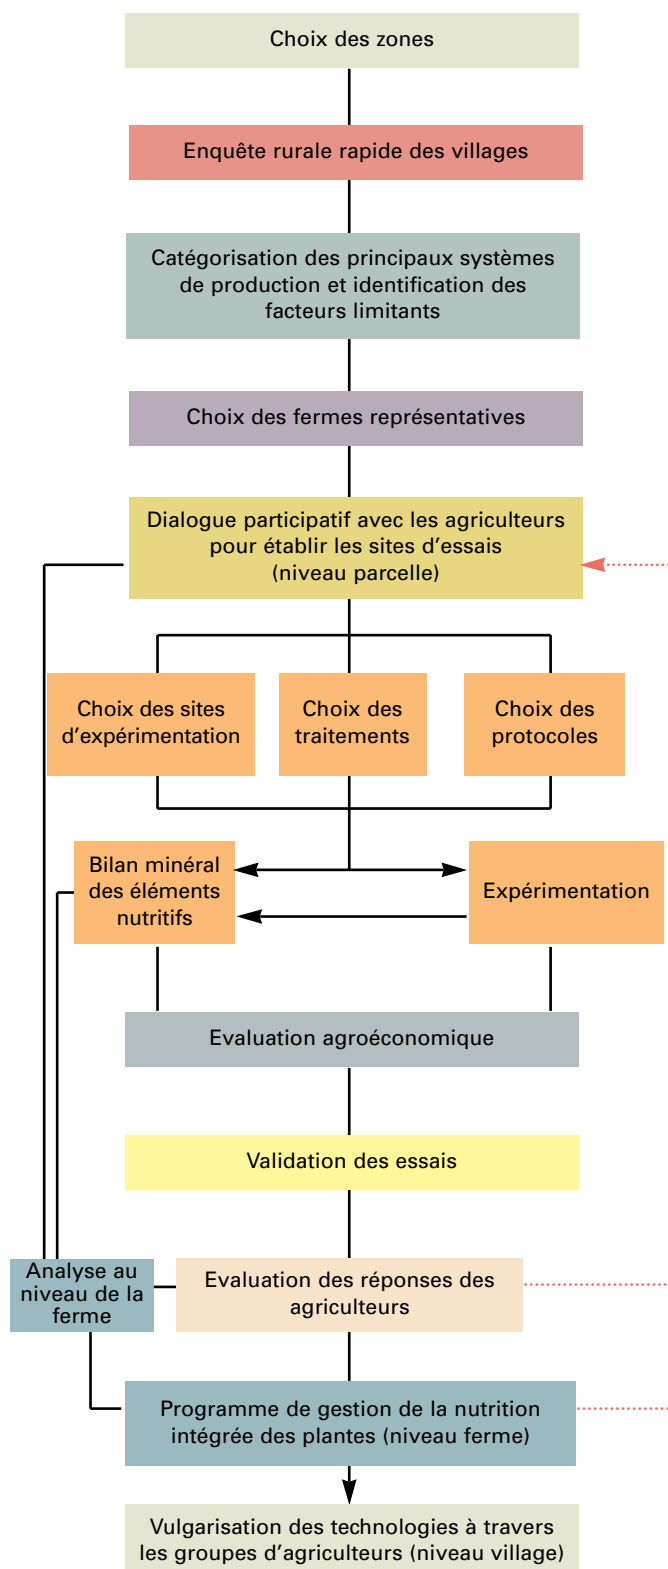 Choix des zones
Enquête rurale rapide des villages
Catégorisation des principaux systèmes
de production et identification des
facteurs limitants
Choix des fermes représentatives
Dialogue participatif avec les agriculteurs
pour établir les sites d'essais
(niveau parcelle)
Choix des sites
d'expérimentation
Choix des
traitements
Choix des
protocoles
Bilan minéral
des éléments
nutritifs
Expérimentation
Evaluation agroéconomique
Validation des essais
Analyse au
niveau de la
ferme
Evaluation des réponses des
agriculteurs
Programme de gestion de la nutrition
intégrée des plantes (niveau ferme)
Vulgarisation des technologies à travers
les groupes d'agriculteurs (niveau village)